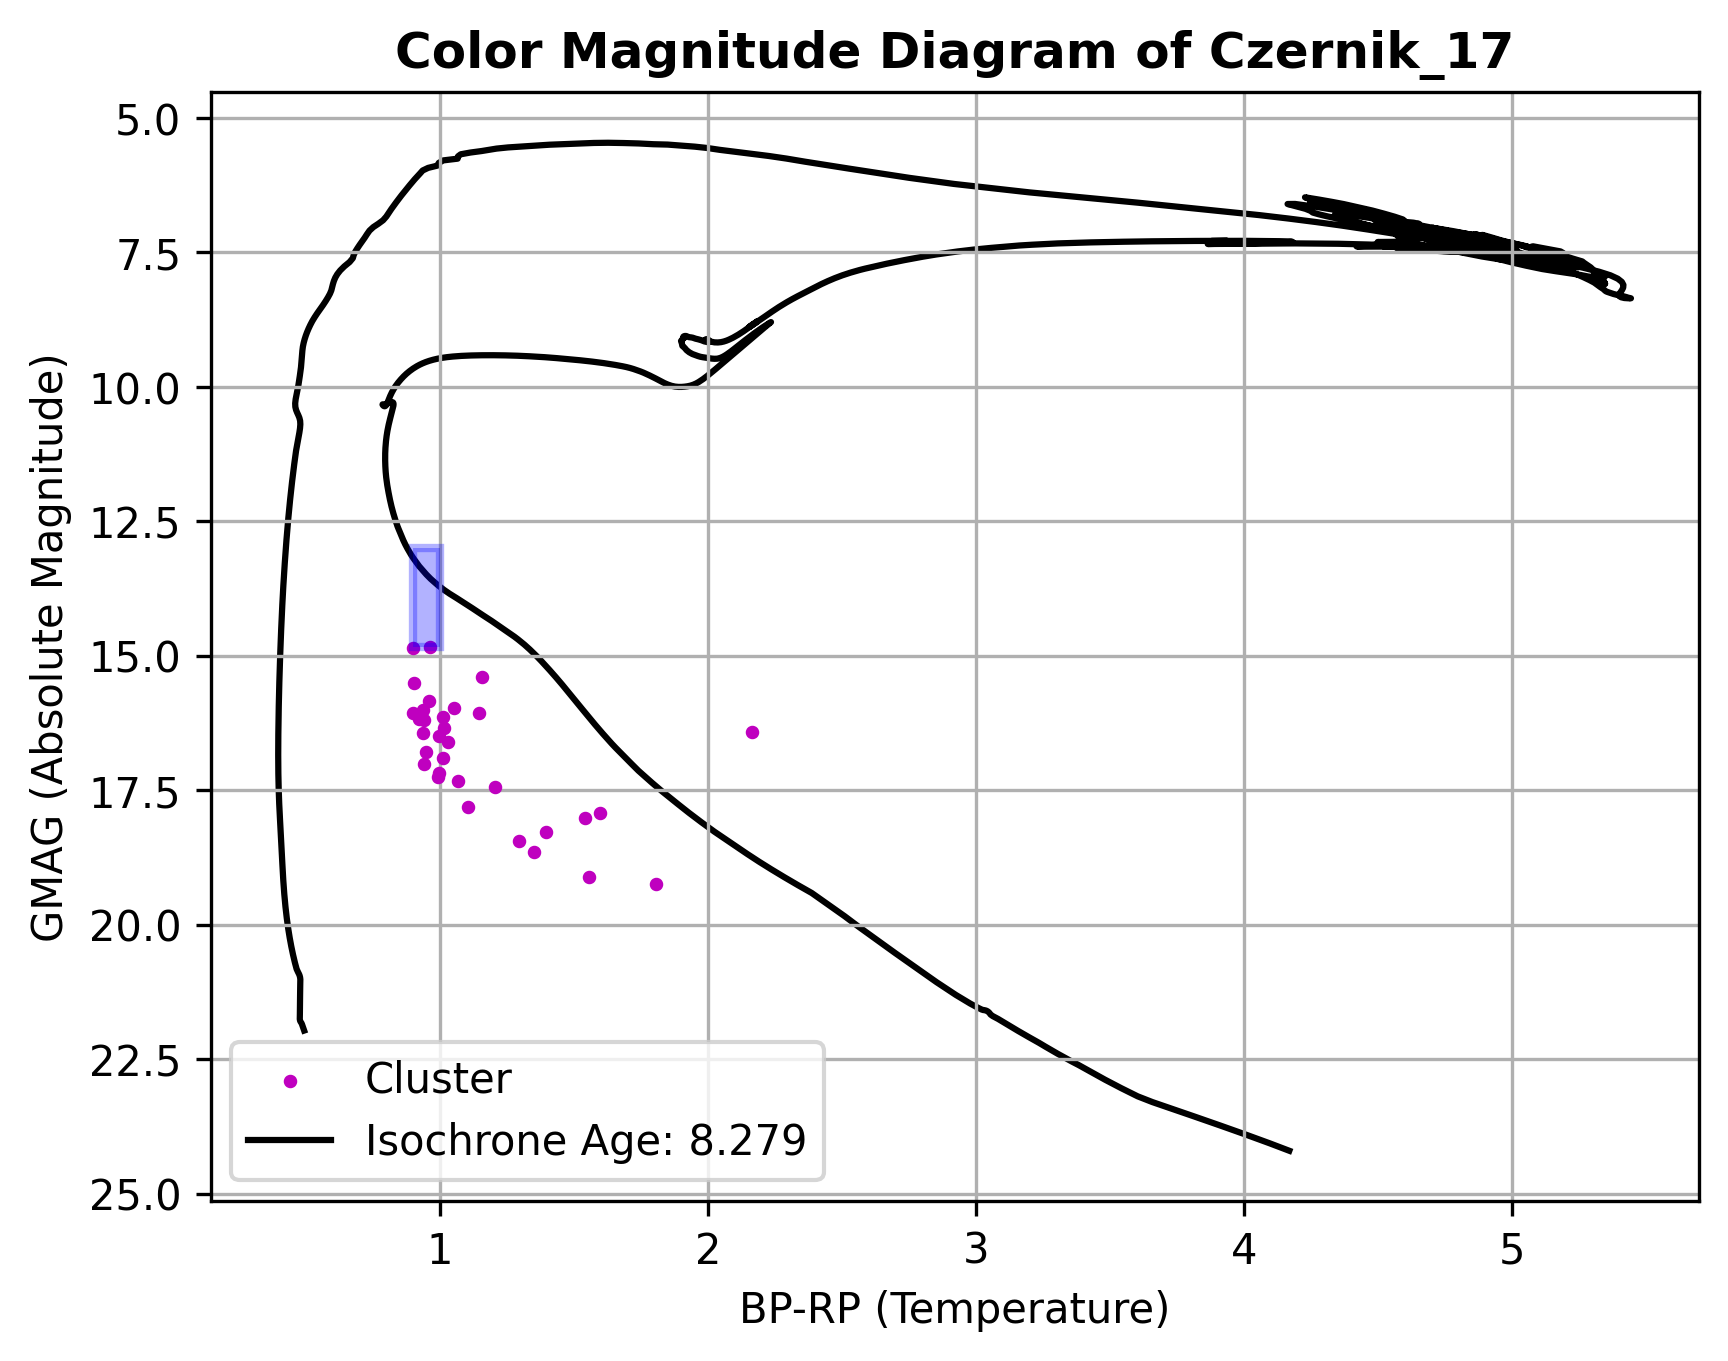 Color Magnitude Diagram of Czernik_17
GMAG (Absolute Magnitude)
5.0
7.5
10.0
12.5
15.0
17.5
20.0
22.5
25.0
Cluster
Isochrone Age: 8.279
1 2 3 4 5
BP-RP (Temperature)